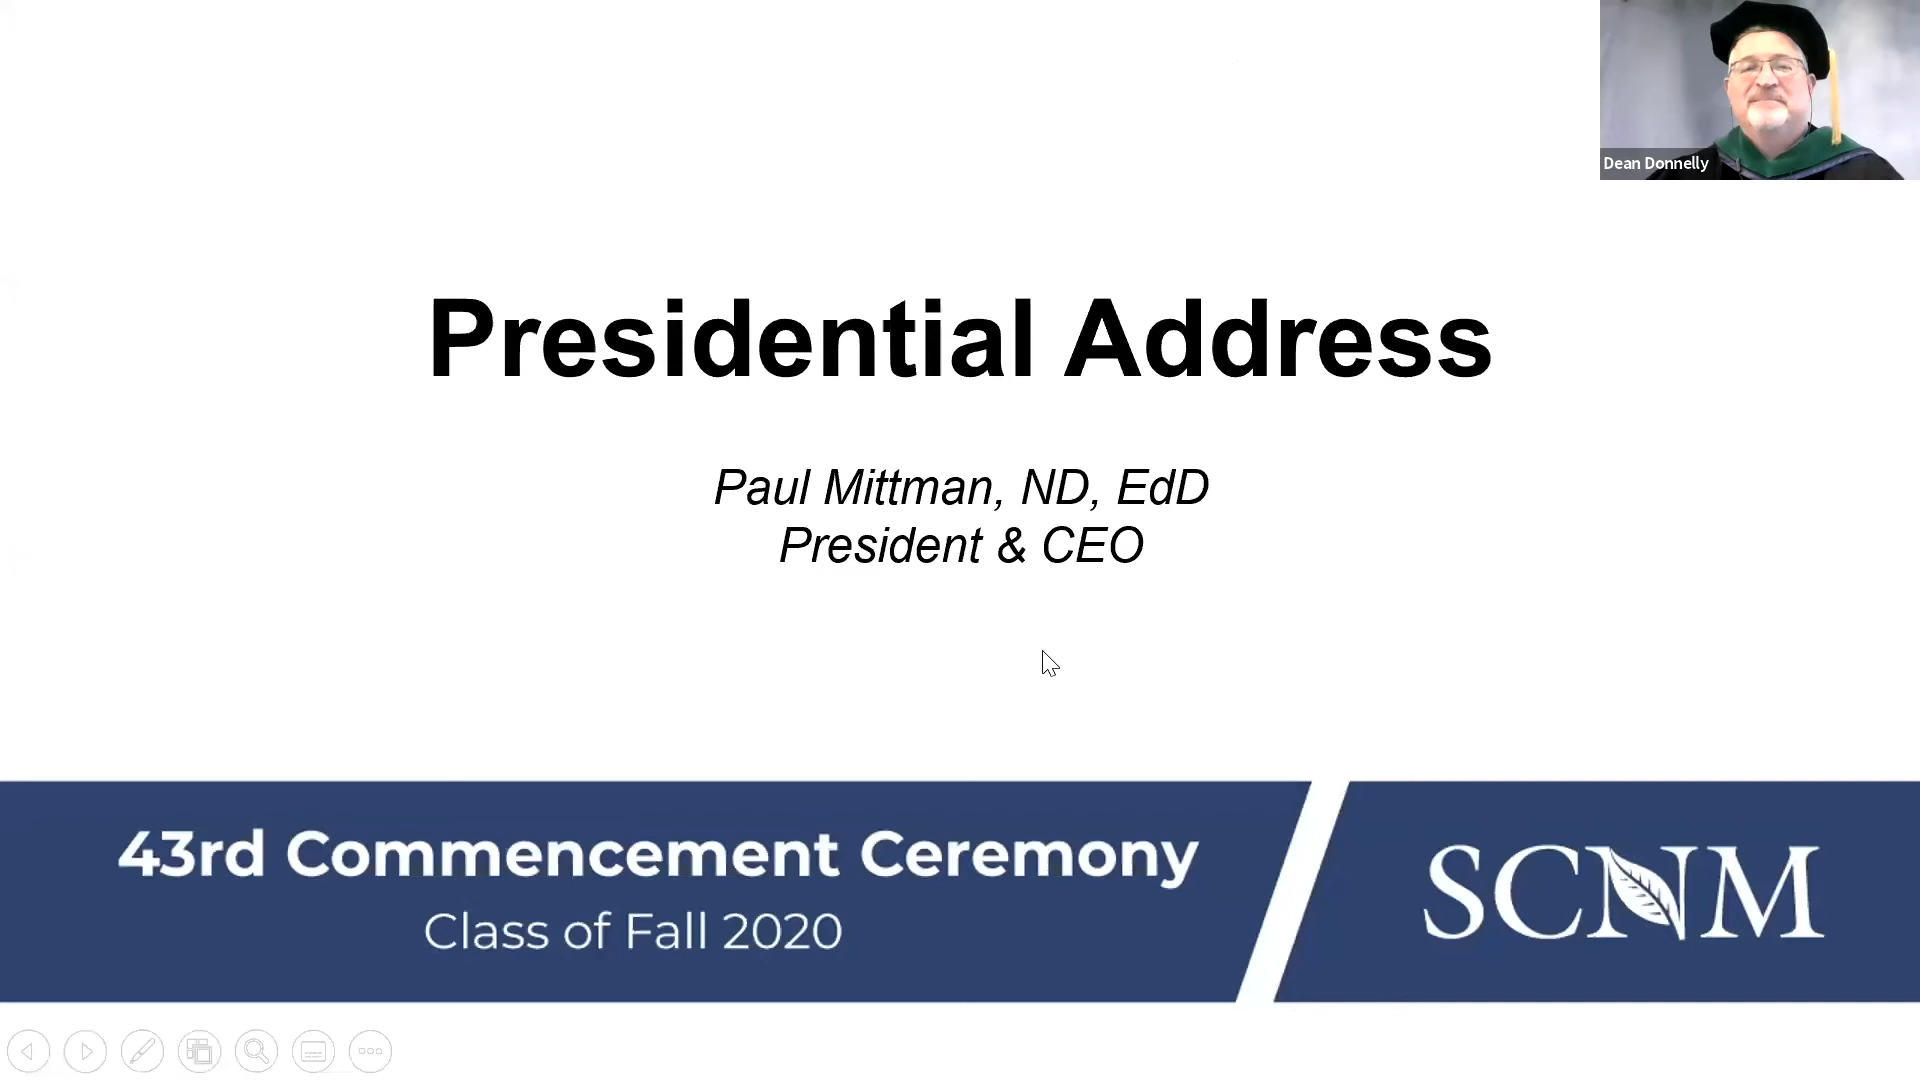 Dean Donnelly
Presidential Address
Paul Mittman, ND, EdD
President & CEO
43rd Commencement Ceremony
Class of Fall 2020
SCNM